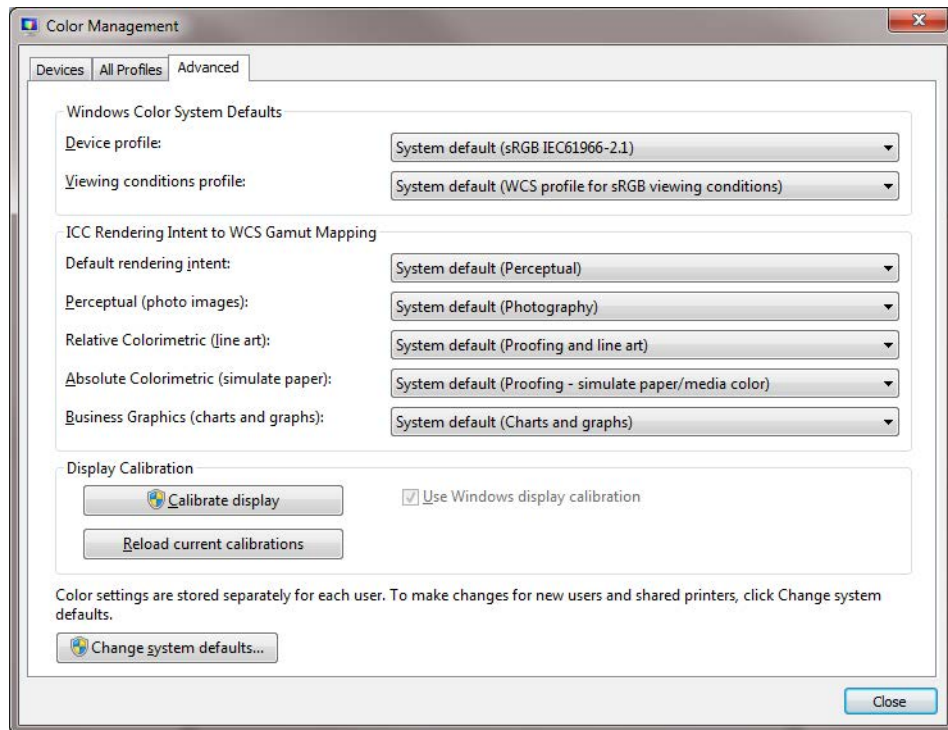 Color Management
Devices All Profiles Advanced
Windows Color System Defaults
Device profile: System default (sRGB IEC61966-2.1)
Viewing conditions profile: System default (WCS profile for sRGB viewing conditions)
ICC Rendering Intent to WCS Gamut Mapping
Default rendering intent: System default (Perceptual)
Perceptual (photo images): System default (Photography)
Relative Colorimetric (line art): System default (Proofing and line art)
Absolute Colorimetric (simulate paper): System default (Proofing - simulate paper/media color)
Business Graphics (charts and graphs): System default (Charts and graphs)
Display Calibration
Calibrate display Use Windows display calibration
Reload current calibrations
Color settings are stored separately for each user. To make changes for new users and shared printers, click Change system
defaults.
Change system defaults...
Close